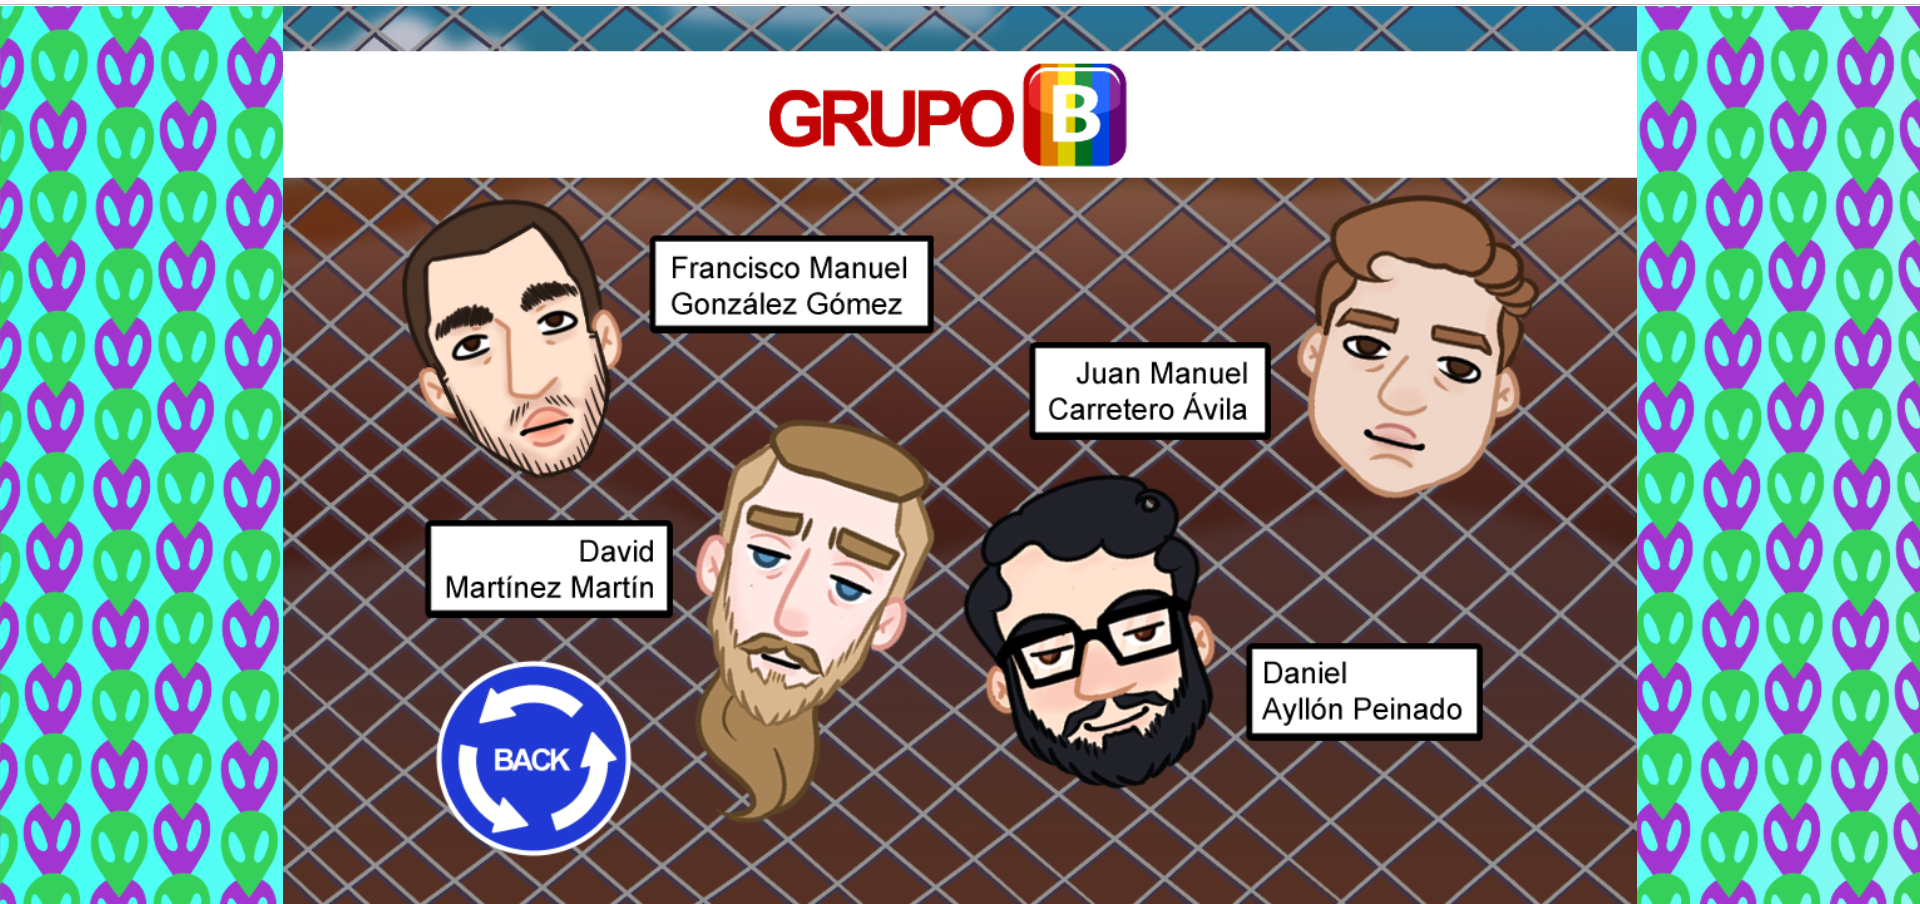 GRUPO B
Francisco Manuel
González Gómez
Juan Manuel
Carretero Ávila
David
Martínez Martín
Daniel
Ayllón Peinado
BACK